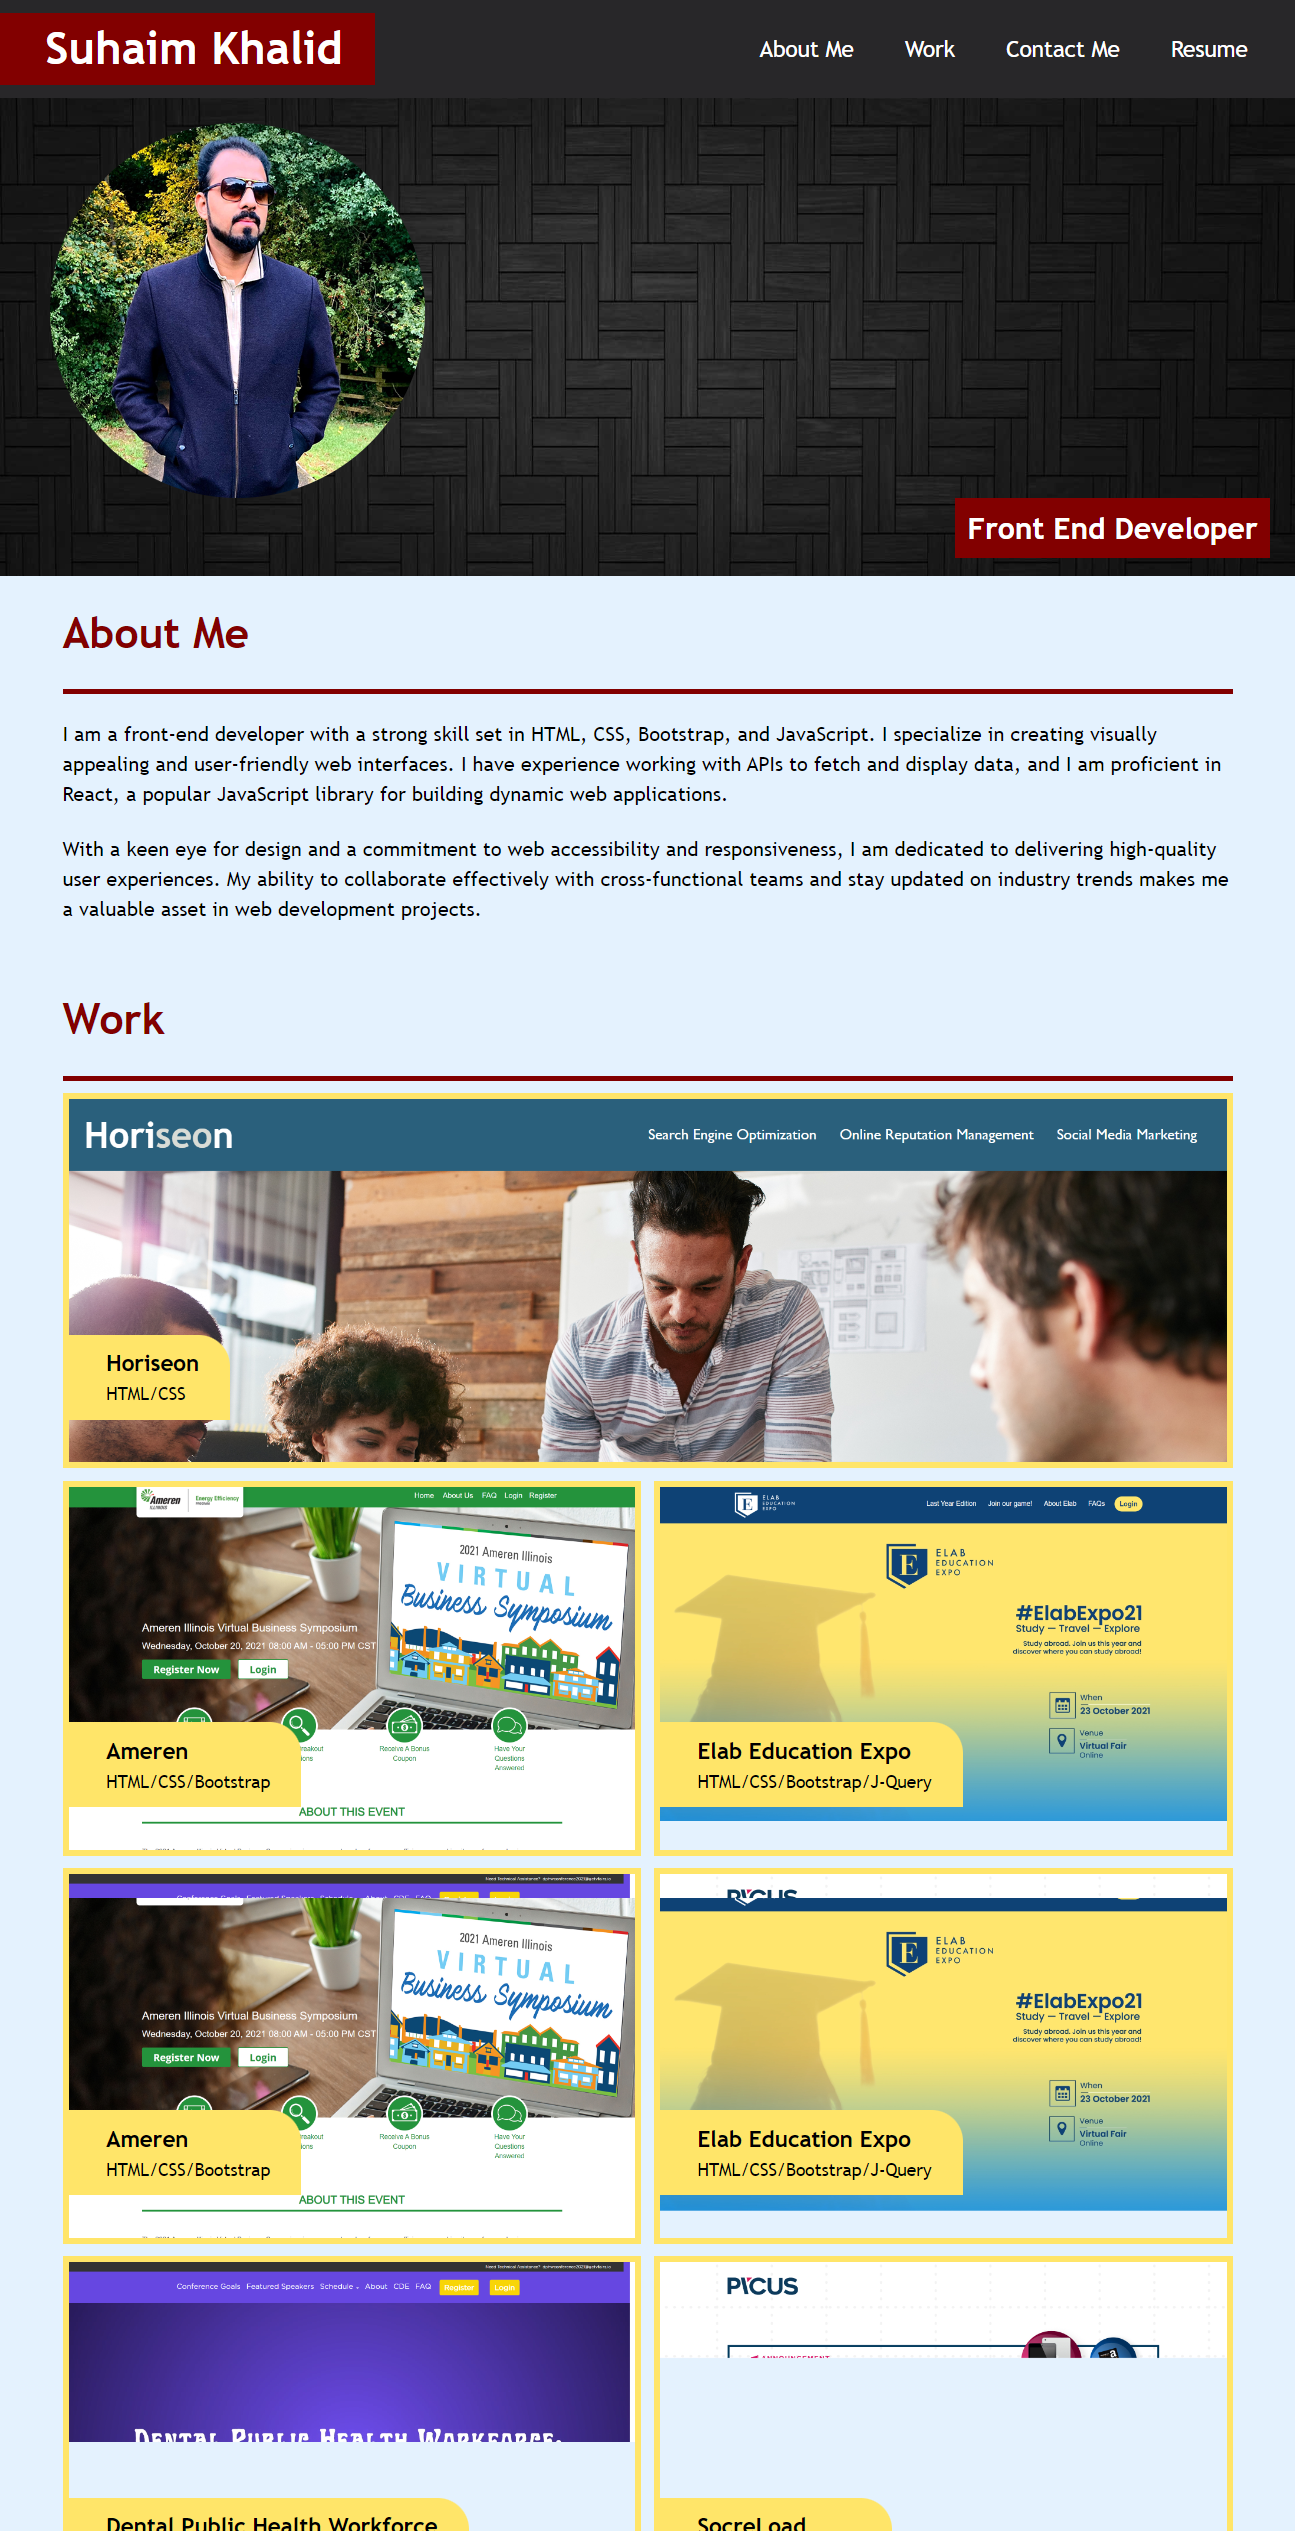 Suhaim Khalid
About Me Work Contact Me Resume
Front End Developer
About Me
I am a front-end developer with a strong skill set in HTML, CSS, Bootstrap, and JavaScript. I specialize in creating visually
appealing and user-friendly web interfaces. I have experience working with APIs to fetch and display data, and I am proficient in
React, a popular JavaScript library for building dynamic web applications.
With a keen eye for design and a commitment to web accessibility and responsiveness, I am dedicated to delivering high-quality
user experiences. My ability to collaborate effectively with cross-functional teams and stay updated on industry trends makes me
a valuable asset in web development projects.
Work
Horiseon
Search Engine Optimization Online Reputation Management Social Media Marketing
Horiseon
HTML/CSS
Ameren
ILLINOIS
Energy Efficiency
Home About Us FAQ Login Register
2021 Ameren Illinois
VIRTUAL
Business Symposium
Ameren Illinois Virtual Business Symposium
Wednesday, October 20, 2021 08:00 AM - 05:00 PM CST
Register Now Login
Receive A Bonus
Coupon
Have Your
Questions
Answered
Ameren
HTML/CSS/Bootstrap
ABOUT THIS EVENT
ELAB
EDUCATION
EXPO
Last Year Edition Join our game! About Elab FAQs Login
E
ELAB
EDUCATION
EXPO
#ElabExpo21
Study — Travel — Explore
Study abroad. Join us this year and
discover where you can study abroad!
When
23 October 2021
Venue
Virtual Fair
Online
Elab Education Expo
HTML/CSS/Bootstrap/J-Query
2021 Ameren Illinois
VIRTUAL
Business Symposium
Ameren Illinois Virtual Business Symposium
Wednesday, October 20, 2021 08:00 AM - 05:00 PM CST
Register Now Login
Receive A Bonus
Coupon
Have Your
Questions
Answered
Ameren
HTML/CSS/Bootstrap
ABOUT THIS EVENT
PICUS
E
ELAB
EDUCATION
EXPO
#ElabExpo21
Study — Travel — Explore
Study abroad. Join us this year and
discover where you can study abroad!
When
23 October 2021
Venue
Virtual Fair
Online
Elab Education Expo
HTML/CSS/Bootstrap/J-Query
Need Technical Assistance?
Conference Goals Featured Speakers Schedule About CDE FAQ Register Login
Dental Public Health Workforce:
Dental Public Health Workforce
PICUS
ANNOUNCEMENT
SocreLoad